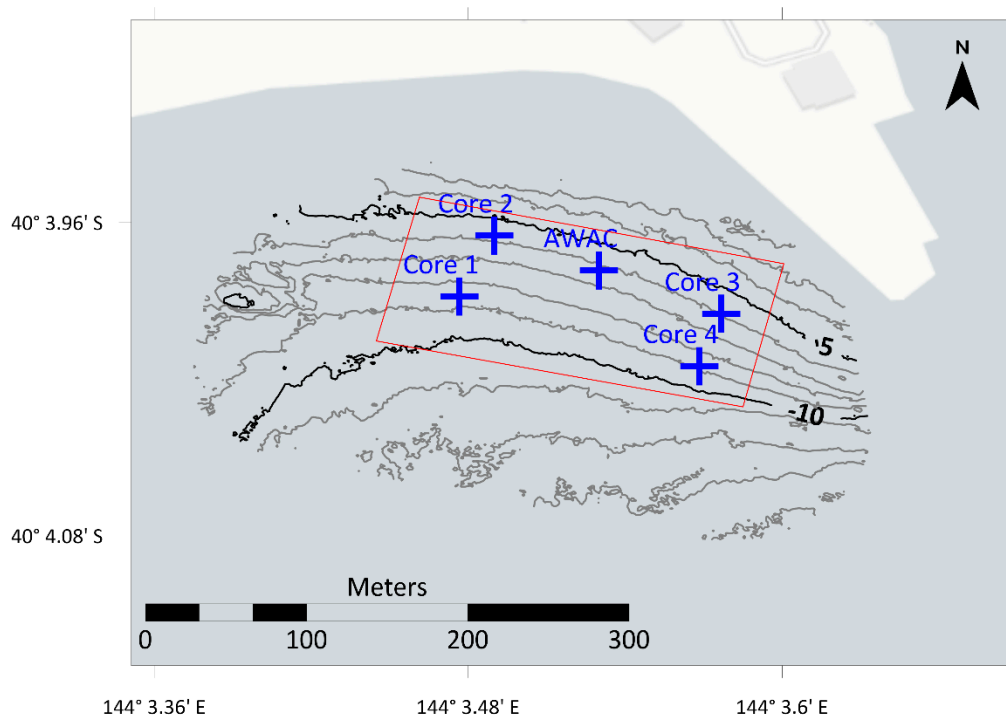 N
40° 3.96' S
Core 2
AWAC
Core 1
Core 3
Core 4
-5
-10
40° 4.08' S
Meters
0 100 200 300
144° 3.36' E 144° 3.48' E 144° 3.6' E